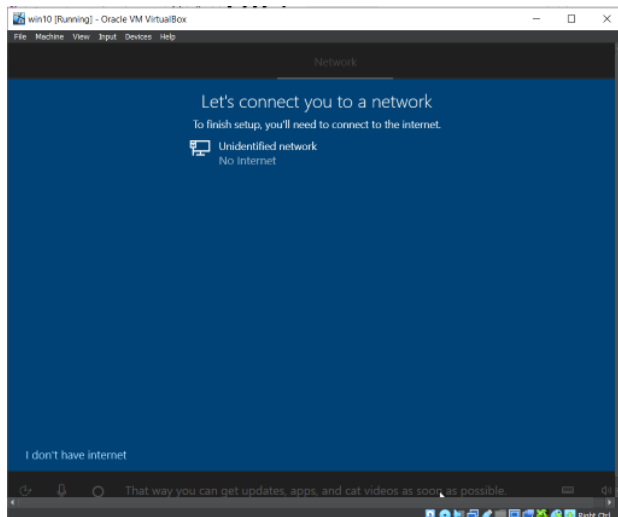 win10 [Running] - Oracle VM VirtualBox
File Machine View Input Devices Help
Network
Let's connect you to a network
To finish setup, you'll need to connect to the internet.
Unidentified network
No Internet
I don't have internet
That way you can get updates, apps, and cat videos as soon as possible.
Right Ctrl